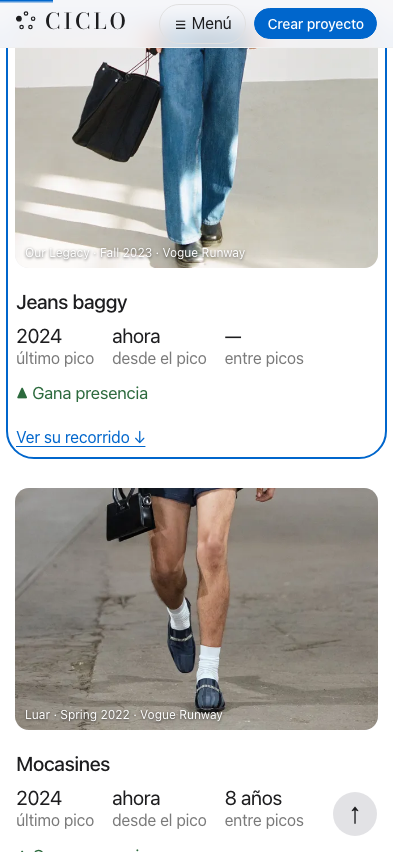 CICLO
≡ Menú
Crear proyecto
Our Legacy · Fall 2023 · Vogue Runway
Jeans baggy
2024 ahora —
último pico desde el pico entre picos
▲ Gana presencia
Ver su recorrido ↓
Luar · Spring 2022 · Vogue Runway
Mocasines
2024 ahora 8 años
último pico desde el pico entre picos
↑